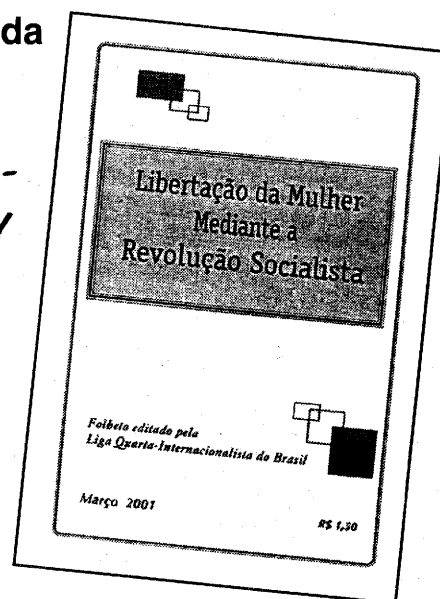 da
Libertação da Mulher
Mediante a
Revolução Socialista
Folheto editado pela
Liga Quarta-Internacionalista do Brasil
Março 2001
R$ 1,50